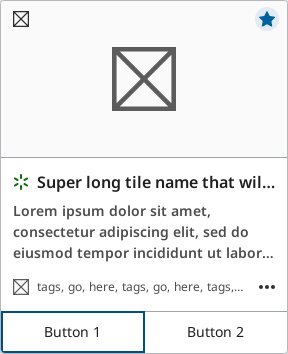 Super long tile name that wil...
Lorem ipsum dolor sit amet,
consectetur adipiscing elit, sed do
eiusmod tempor incididunt ut labor...
tags, go, here, tags, go, here, tags,...
Button 1
Button 2